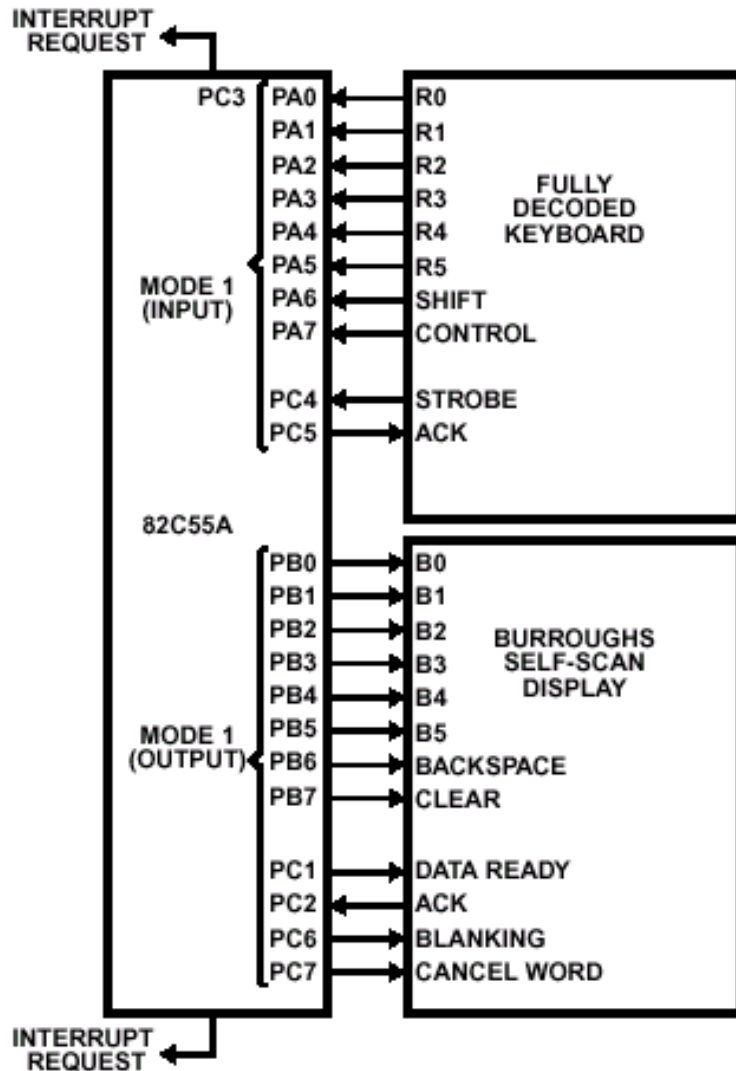 INTERRUPT
REQUEST
PC3 PA0 R0
PA1 R1
PA2 R2
PA3 R3
PA4 R4
PA5 R5
PA6 SHIFT
PA7 CONTROL
FULLY
DECODED
KEYBOARD
MODE 1
(INPUT)
PC4 STROBE
PC5 ACK
82C55A
PB0 B0
PB1 B1
PB2 B2
PB3 B3
PB4 B4
PB5 B5
PB6 BACKSPACE
PB7 CLEAR
BURROUGHS
SELF-SCAN
DISPLAY
MODE 1
(OUTPUT)
PC1 DATA READY
PC2 ACK
PC6 BLANKING
PC7 CANCEL WORD
INTERRUPT
REQUEST